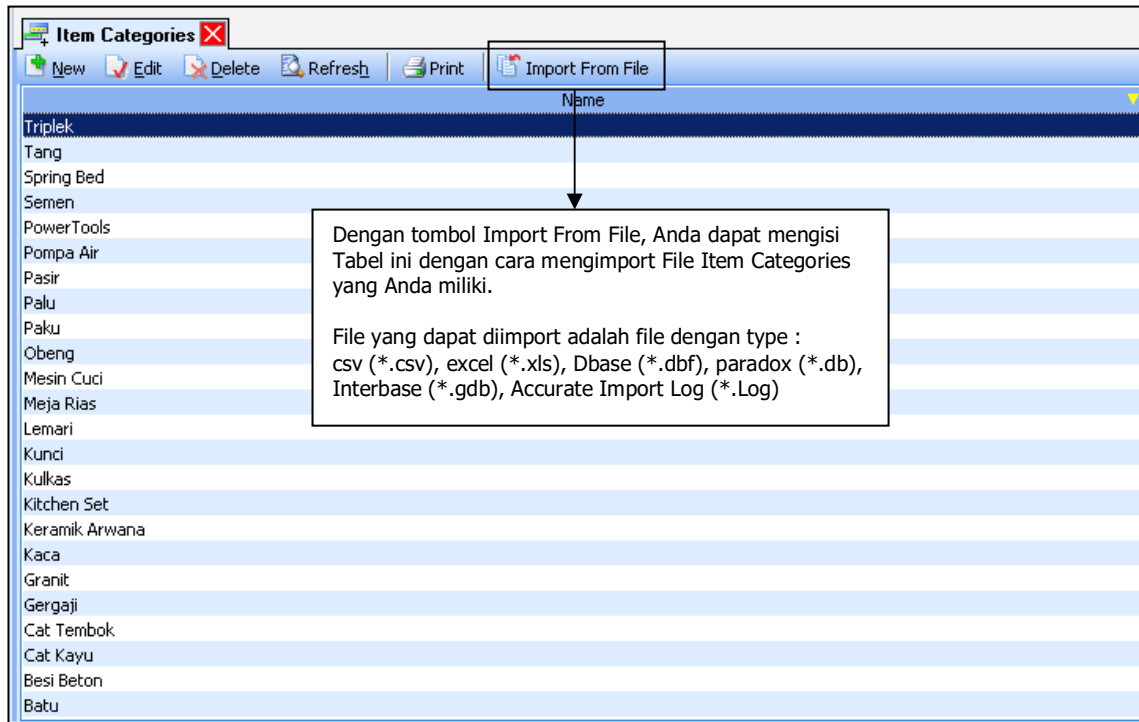 Item Categories
New Edit Delete Refresh Print Import From File
Name
Triplek
Tang
Spring Bed
Semen
PowerTools
Pompa Air
Pasir
Palu
Paku
Obeng
Mesin Cuci
Meja Rias
Lemari
Kunci
Kulkas
Kitchen Set
Keramik Arwana
Kaca
Granit
Gergaji
Cat Tembok
Cat Kayu
Besi Beton
Batu
Dengan tombol Import From File, Anda dapat mengisi
Tabel ini dengan cara mengimport File Item Categories
yang Anda miliki.
File yang dapat diimport adalah file dengan type :
csv (*.csv), excel (*.xls), Dbase (*.dbf), paradox (*.db),
Interbase (*.gdb), Accurate Import Log (*.Log)